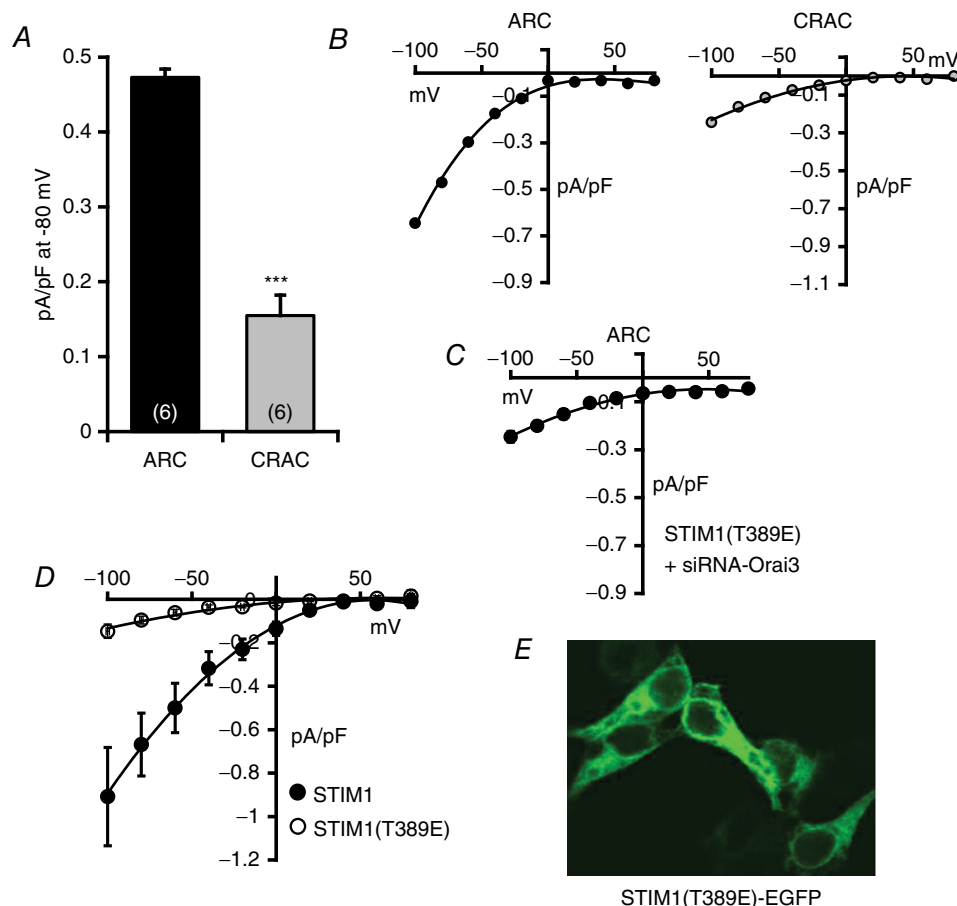 A
0.5
0.4
0.3
0.2
0.1
0
pA/pF at -80 mV
***
(6)
(6)
ARC
CRAC
B
ARC
−100
−50
50
mV
−0.1
−0.3
−0.5
−0.7
−0.9
pA/pF
CRAC
−100
−50
50
mV
−0.1
−0.3
−0.5
−0.7
−0.9
−1.1
pA/pF
C
ARC
−100
−50
50
mV
−0.1
−0.3
−0.5
−0.7
−0.9
pA/pF
STIM1(T389E)
+ siRNA-Orai3
D
−100
−50
0
50
mV
−0.2
−0.4
−0.6
−0.8
−1
−1.2
pA/pF
STIM1
STIM1(T389E)
E
STIM1(T389E)-EGFP